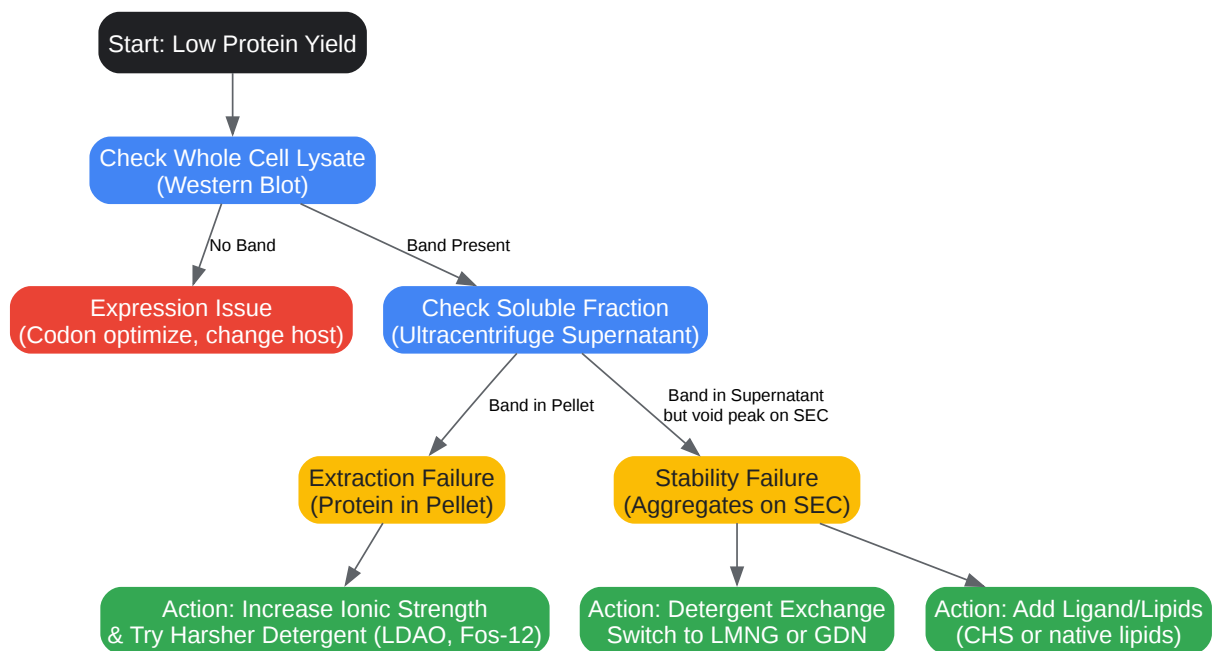 Start: Low Protein Yield
Check Whole Cell Lysate
(Western Blot)
No Band
Band Present
Expression Issue
(Codon optimize, change host)
Check Soluble Fraction
(Ultracentrifuge Supernatant)
Band in Pellet
Band in Supernatant
but void peak on SEC
Extraction Failure
(Protein in Pellet)
Stability Failure
(Aggregates on SEC)
Action: Increase Ionic Strength
& Try Harsher Detergent (LDAO, Fos-12)
Action: Detergent Exchange
Switch to LMNG or GDN
Action: Add Ligand/Lipids
(CHS or native lipids)